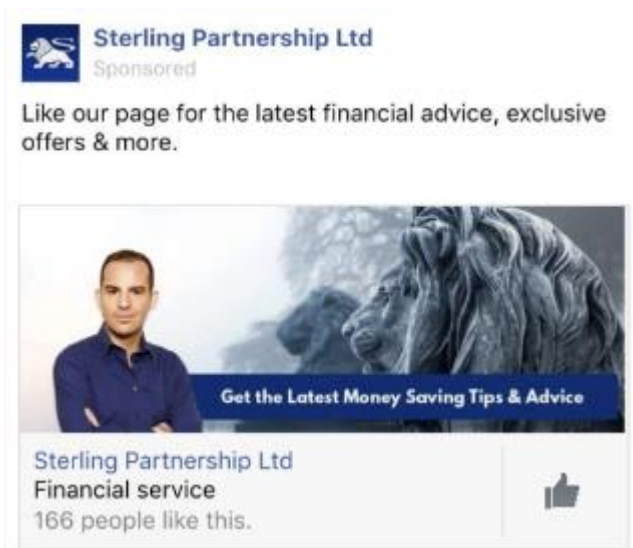 Sterling Partnership Ltd
Sponsored
Like our page for the latest financial advice, exclusive
offers & more.
Get the Latest Money Saving Tips & Advice
Sterling Partnership Ltd
Financial service
166 people like this.